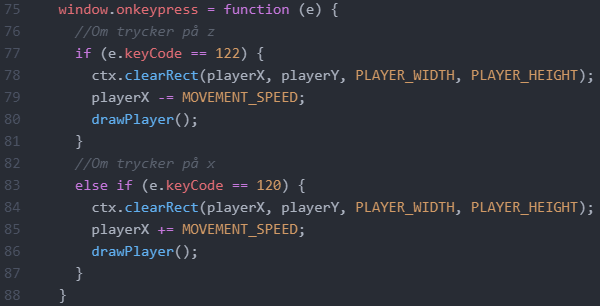 75 window.onkeypress = function (e) {
76 //Om trycker på z
77 if (e.keyCode == 122) {
78 ctx.clearRect(playerX, playerY, PLAYER_WIDTH, PLAYER_HEIGHT);
79 playerX -= MOVEMENT_SPEED;
80 drawPlayer();
81 }
82 //Om trycker på x
83 else if (e.keyCode == 120) {
84 ctx.clearRect(playerX, playerY, PLAYER_WIDTH, PLAYER_HEIGHT);
85 playerX += MOVEMENT_SPEED;
86 drawPlayer();
87 }
88 }